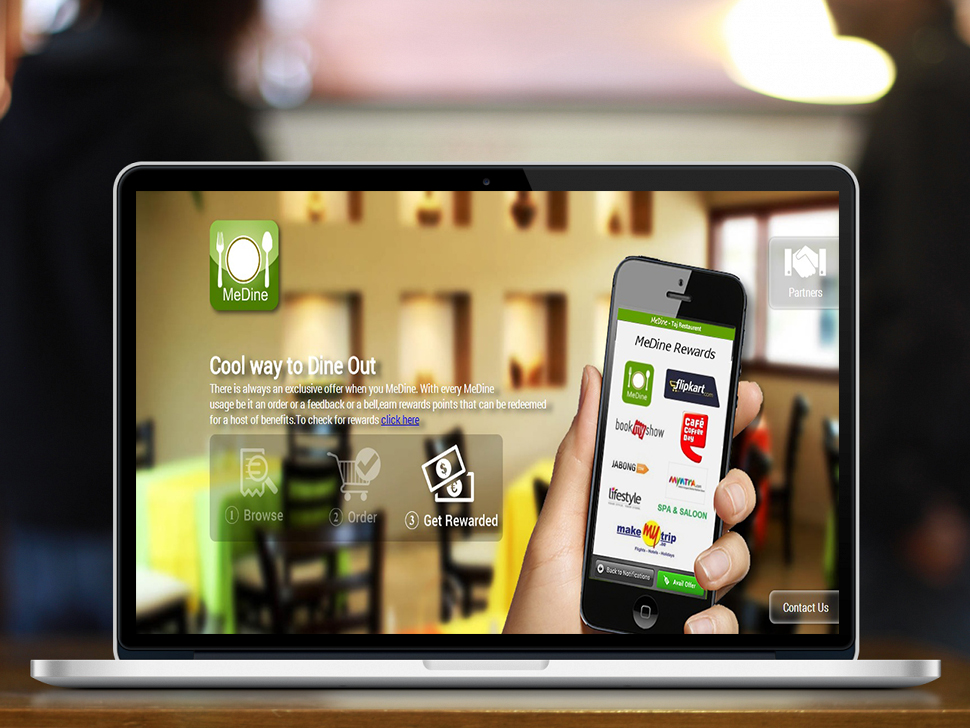 MeDine
Partners
Cool way to Dine Out
There is always an exclusive offer when you MeDine. With every MeDine
usage be it an order or a feedback or a bell,earn rewards points that can be redeemed
for a host of benefits.To check for rewards click here
1 Browse
2 Order
3 Get Rewarded
MeDine - Taj Restaurant
MeDine Rewards
MeDine
flipkart.com
book my show
Café
Coffee
Day
JABONG
myntra.com
lifestyle
SPA & SALOON
make my trip
.com
Flights - Hotels - Holidays
Back to Notifications
Avail Offer
Contact Us